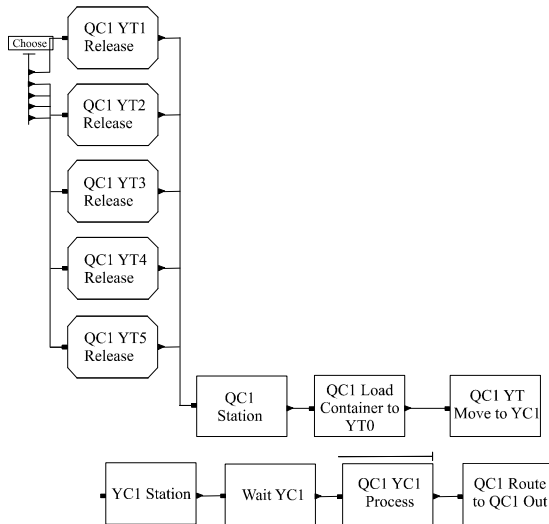 Choose
QC1 YT1
Release
QC1 YT2
Release
QC1 YT3
Release
QC1 YT4
Release
QC1 YT5
Release
QC1
Station
QC1 Load
Container to
YT0
QC1 YT
Move to YC1
YC1 Station
Wait YC1
QC1 YC1
Process
QC1 Route
to QC1 Out